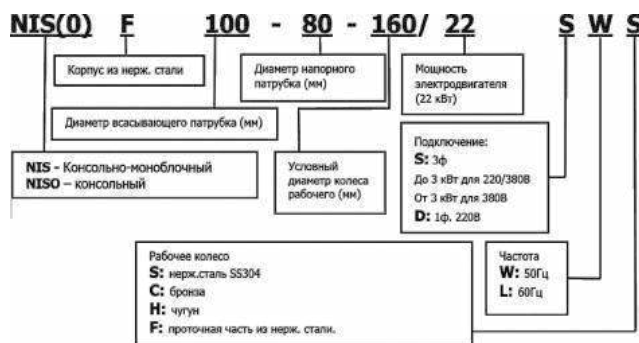 NIS(0) F 100 - 80 - 160/ 22 S W S
Корпус из нерж. стали
Диаметр напорного
патрубка (мм)
Мощность
электродвигателя
(22 кВт)
Диаметр всасывающего патрубка (мм)
NIS - Консольно-моноблочный
NISO – консольный
Условный
диаметр колеса
рабочего (мм)
Подключение:
S: 3ф
До 3 кВт для 220/380В
От 3 кВт для 380В
D: 1ф. 220В
Рабочее колесо
S: нерж.сталь SS304
C: бронза
H: чугун
F: проточная часть из нерж. стали.
Частота
W: 50Гц
L: 60Гц